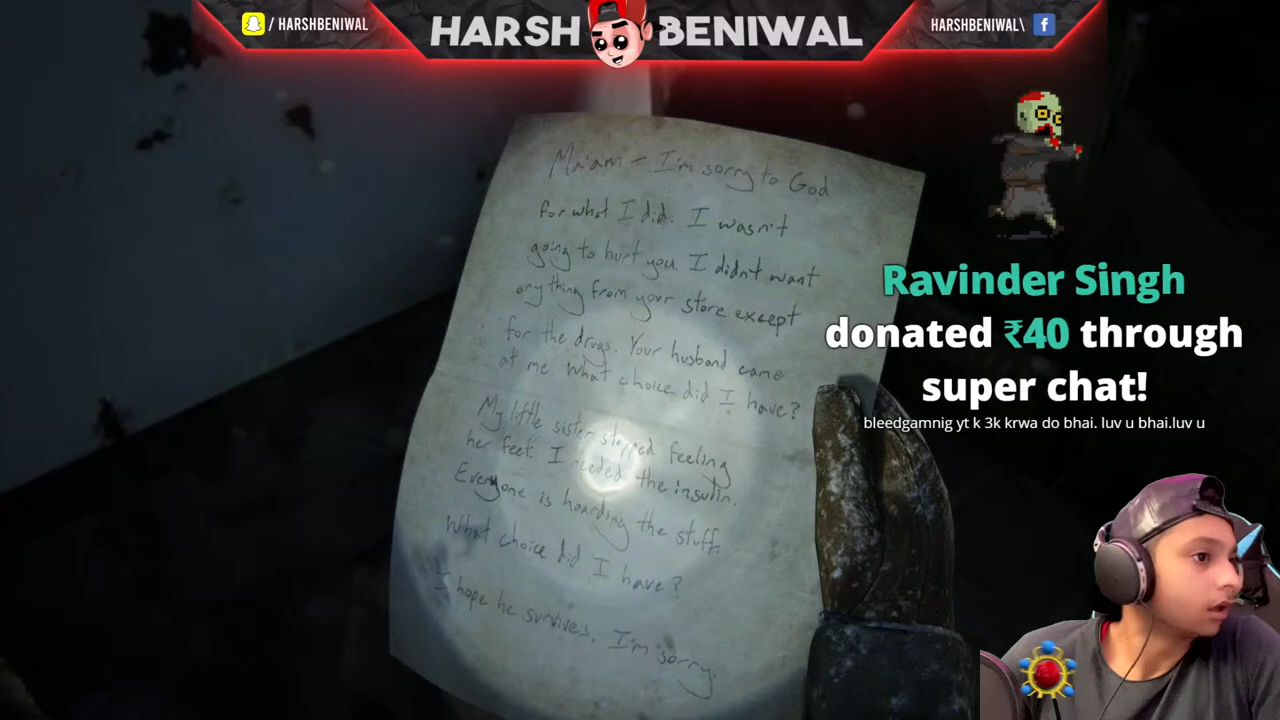 / HARSHBENIWAL
HARSH BENIWAL
HARSHBENIWAL\
Ma'am - I'm sorry to God
for what I did. I wasn't
going to hurt you. I didn't want
anything from your store except
for the drugs. Your husband came
at me. What choice did I have?
My little sister stopped feeling
her feet. I needed the insulin.
Everyone is hoarding the stuff.
What choice did I have?
I hope he survives. I'm sorry.
Ravinder Singh
donated ₹40 through
super chat!
bleedgamnig yt k 3k krwa do bhai. luv u bhai.luv u